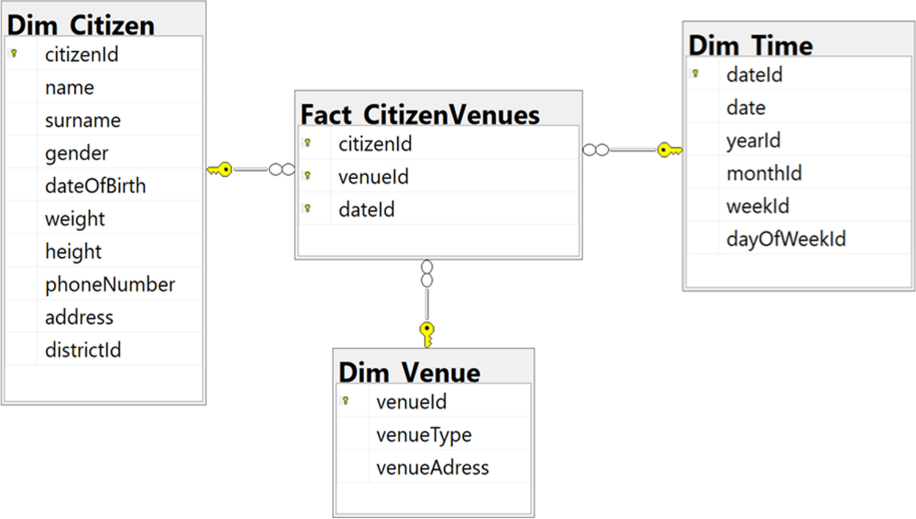 Dim_Citizen
citizenId
name
surname
gender
dateOfBirth
weight
height
phoneNumber
address
districtId
Fact_CitizenVenues
citizenId
venueId
dateId
Dim_Time
dateId
date
yearId
monthId
weekId
dayOfWeekId
Dim_Venue
venueId
venueType
venueAdress